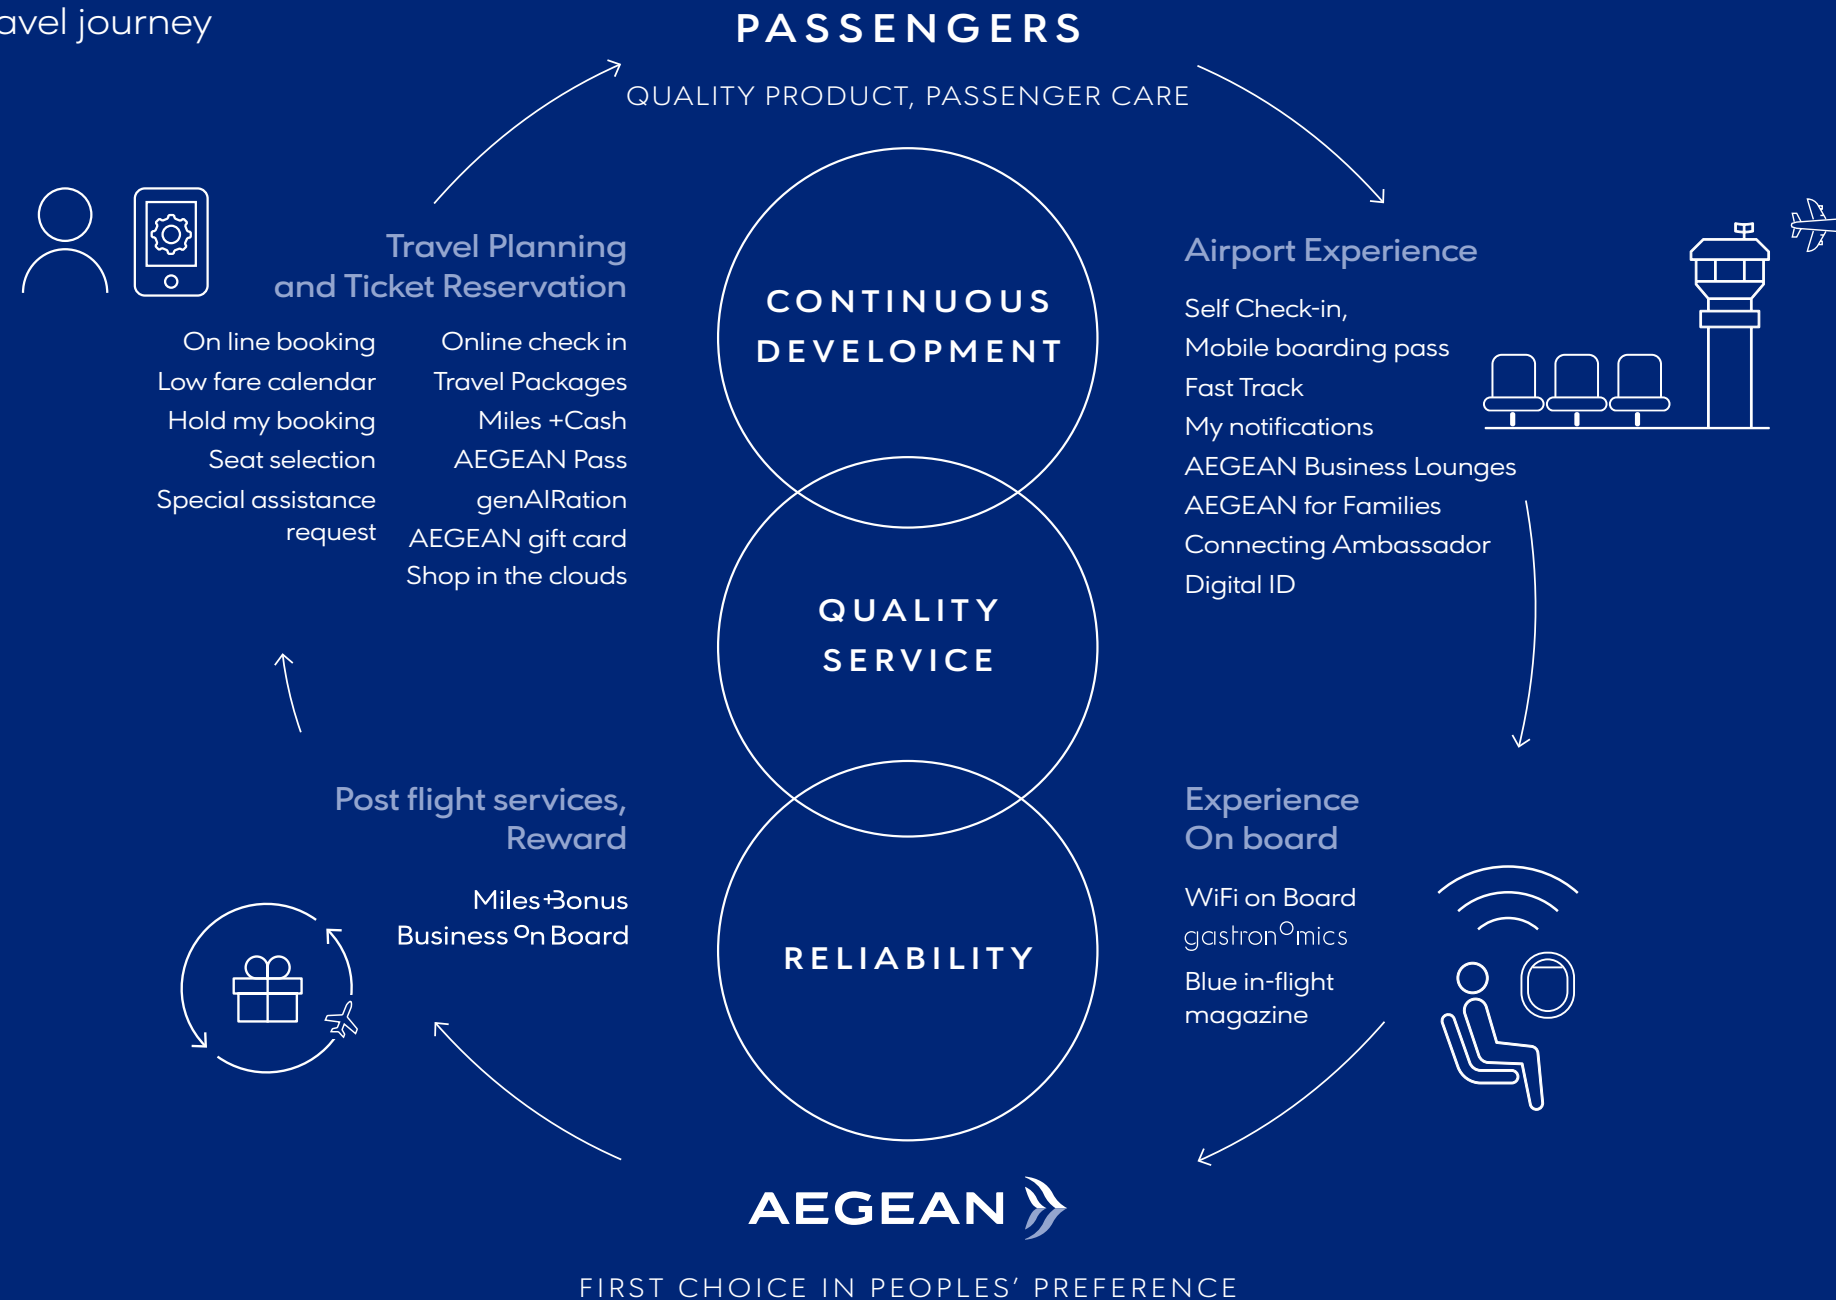 avel journey
PASSENGERS
QUALITY PRODUCT, PASSENGER CARE
Travel Planning
and Ticket Reservation
On line booking
Low fare calendar
Hold my booking
Seat selection
Special assistance
request
Online check in
Travel Packages
Miles +Cash
AEGEAN Pass
genAIRation
AEGEAN gift card
Shop in the clouds
CONTINUOUS
DEVELOPMENT
QUALITY
SERVICE
RELIABILITY
Airport Experience
Self Check-in,
Mobile boarding pass
Fast Track
My notifications
AEGEAN Business Lounges
AEGEAN for Families
Connecting Ambassador
Digital ID
Experience
On board
WiFi on Board
gastronomics
Blue in-flight
magazine
Post flight services,
Reward
Miles+Bonus
Business On Board
AEGEAN
FIRST CHOICE IN PEOPLES' PREFERENCE